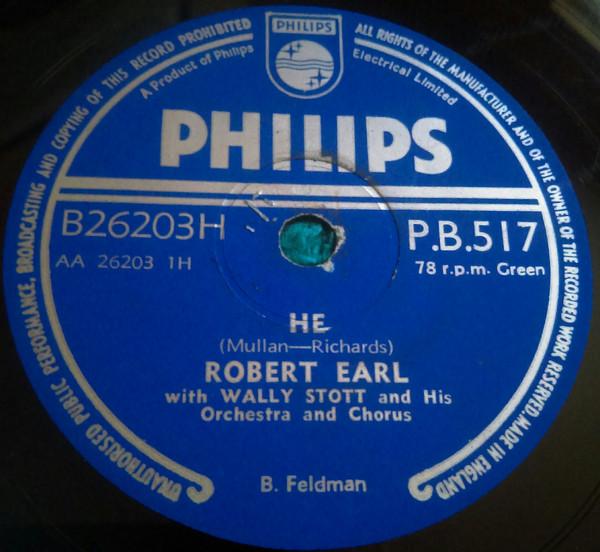 UNAUTHORISED PUBLIC PERFORMANCE, BROADCASTING AND COPYING OF THIS RECORD PROHIBITED
ALL RIGHTS OF THE MANUFACTURER AND OF THE OWNER OF THE RECORDED WORK RESERVED. MADE IN ENGLAND
PHILIPS
A Product of Philips
Electrical Limited
PHILIPS
B26203H
P.B.517
AA 26203 1H
78 r.p.m. Green
HE
(Mullan—Richards)
ROBERT EARL
with WALLY STOTT and His
Orchestra and Chorus
B. Feldman